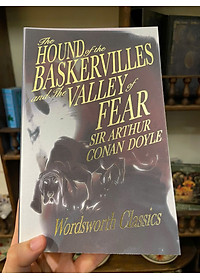 The
HOUND of the
BASKERVILLES
and The VALLEY of
FEAR
SIR ARTHUR
CONAN DOYLE
Wordsworth Classics